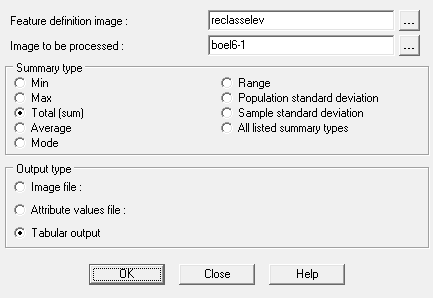 Feature definition image : reclasselev ...
Image to be processed : boel6-1 ...
Summary type
Min
Max
Total (sum)
Average
Mode
Range
Population standard deviation
Sample standard deviation
All listed summary types
Output type
Image file :
Attribute values file :
Tabular output
OK Close Help